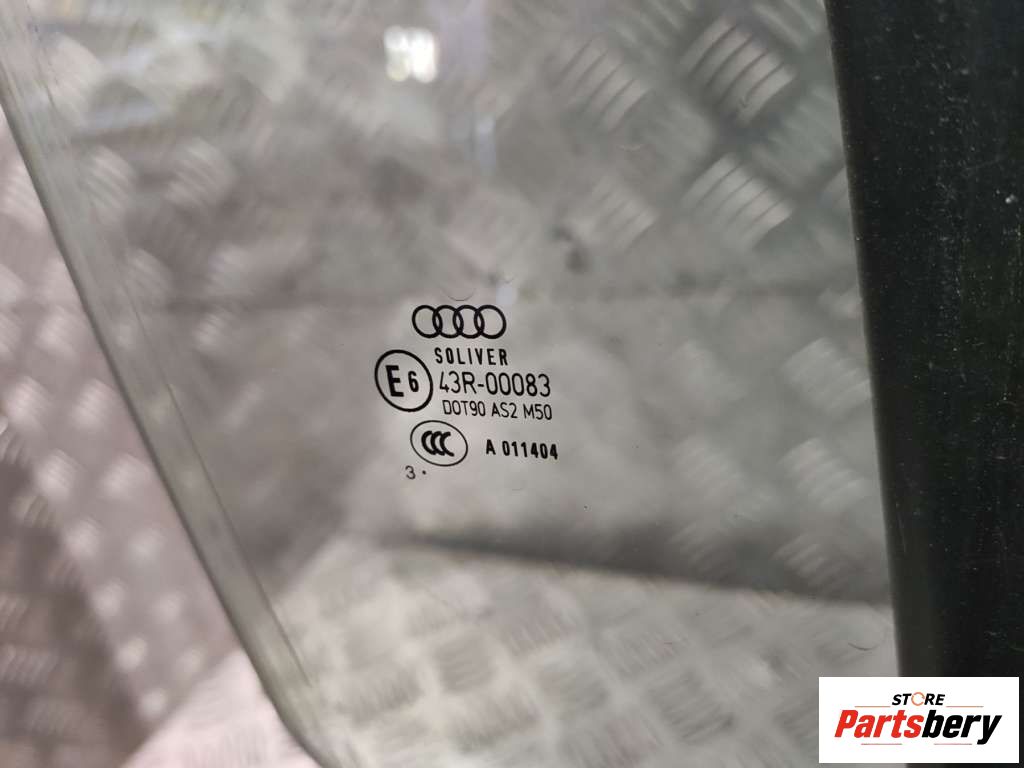 SOLIVER
E6 43R-00083
DOT90 AS2 M50
CCC A 011404
3.
STORE
Partsbery